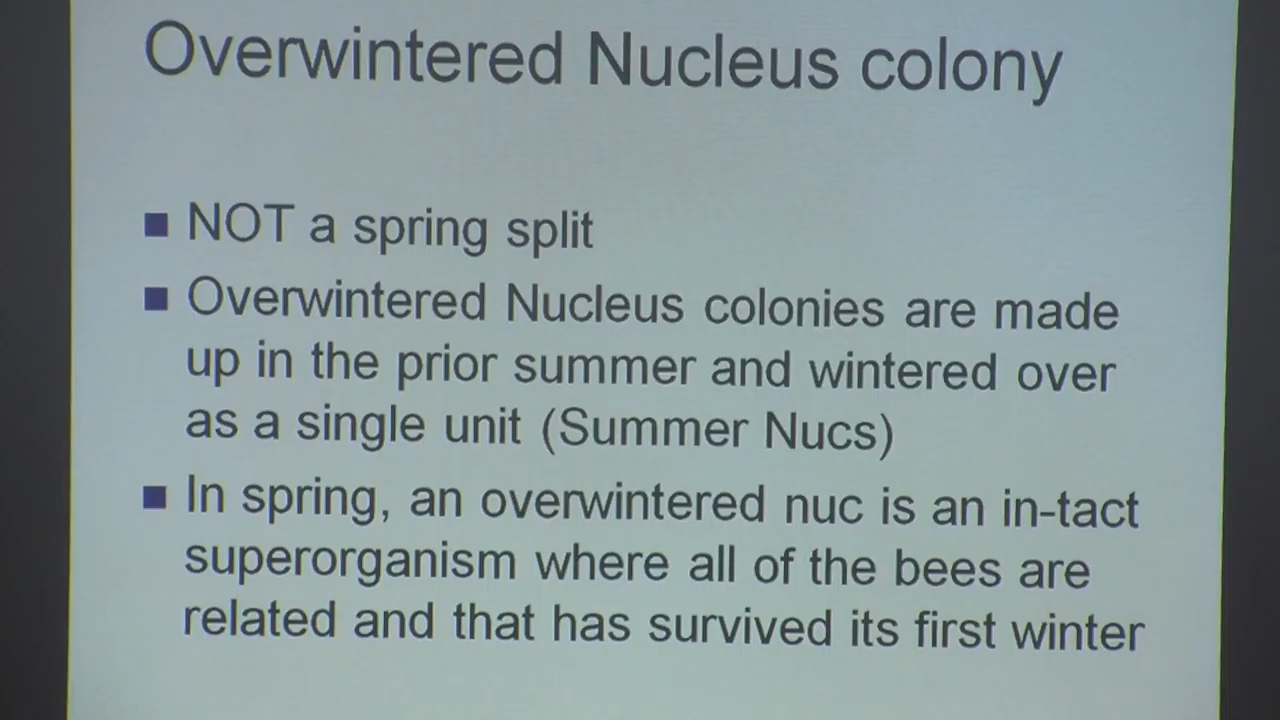 Overwintered Nucleus colony
NOT a spring split
Overwintered Nucleus colonies are made
up in the prior summer and wintered over
as a single unit (Summer Nucs)
In spring, an overwintered nuc is an in-tact
superorganism where all of the bees are
related and that has survived its first winter